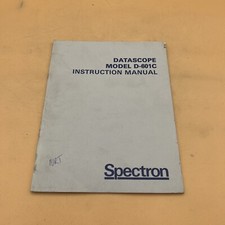 DATASCOPE
MODEL D-601C
INSTRUCTION MANUAL
Spectron